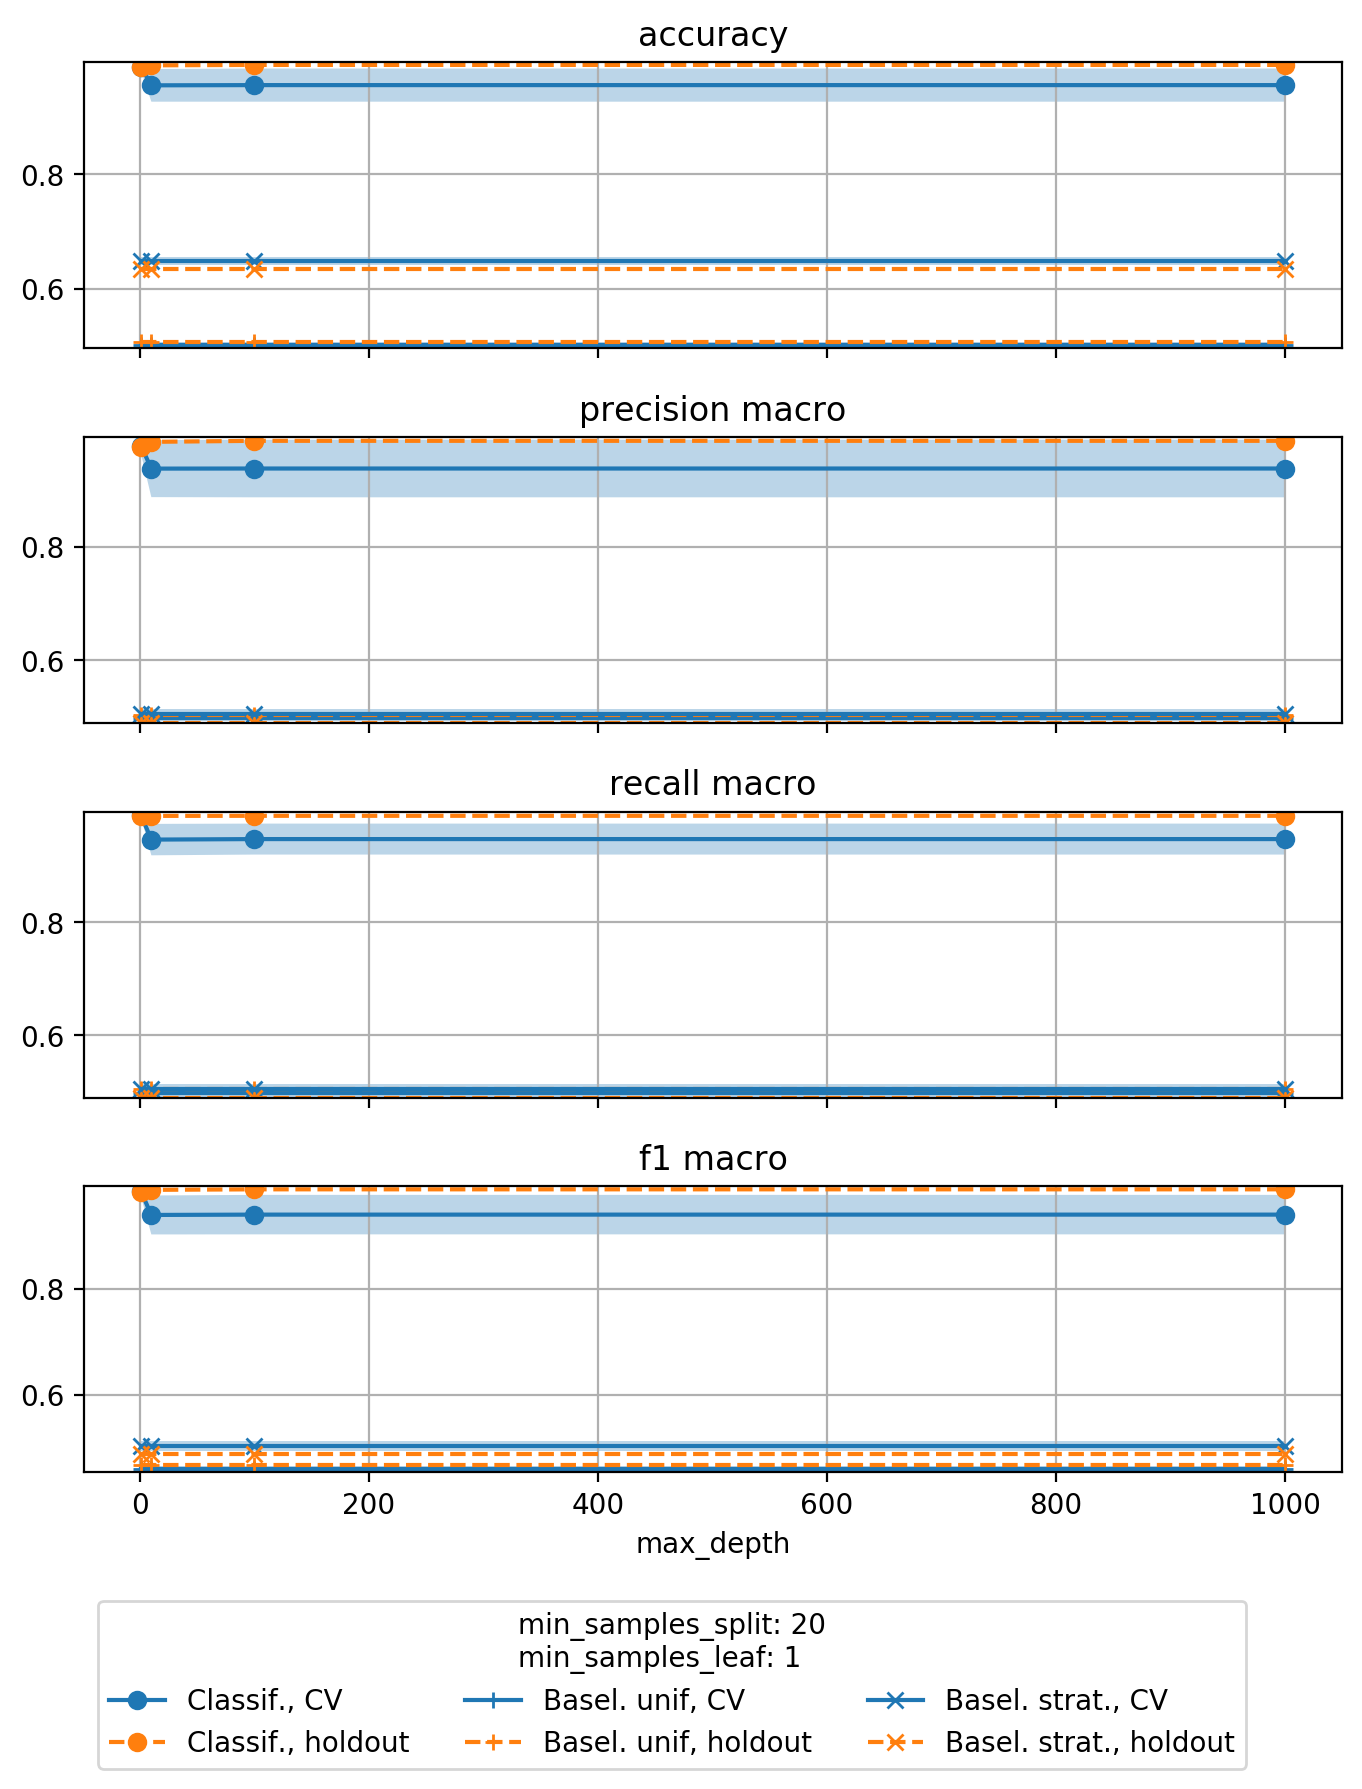 accuracy
0.8
0.6
precision macro
0.8
0.6
recall macro
0.8
0.6
f1 macro
0.8
0.6
0 200 400 600 800 1000
max_depth
min_samples_split: 20
min_samples_leaf: 1
Classif., CV Basel. unif, CV Basel. strat., CV
Classif., holdout Basel. unif, holdout Basel. strat., holdout